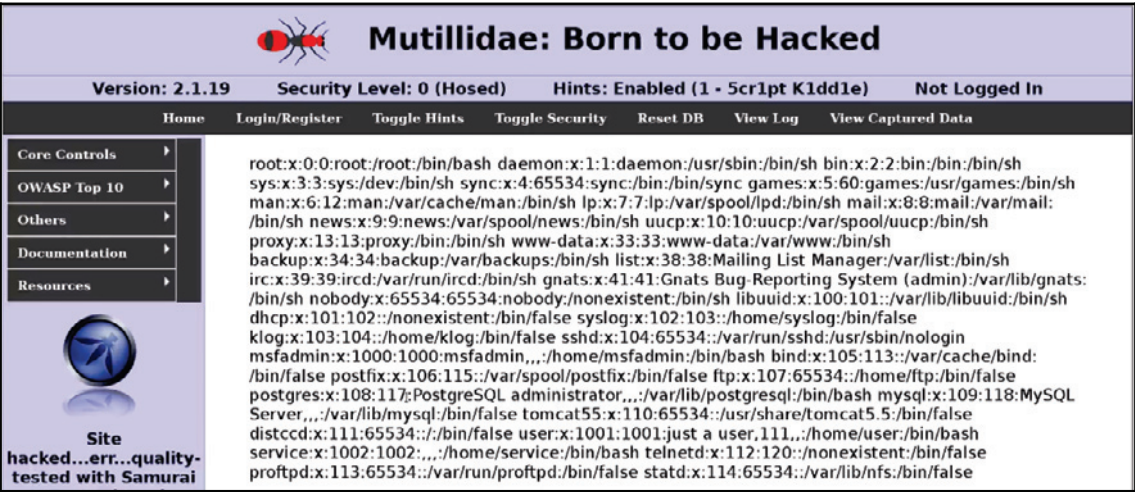 Mutillidae: Born to be Hacked
Version: 2.1.19 Security Level: 0 (Hosed) Hints: Enabled (1 - 5cr1pt K1dd1e) Not Logged In
Home Login/Register Toggle Hints Toggle Security Reset DB View Log View Captured Data
Core Controls
OWASP Top 10
Others
Documentation
Resources
Site
hacked...err...quality-
tested with Samurai
root:x:0:0:root:/root:/bin/bash daemon:x:1:1:daemon:/usr/sbin:/bin/sh bin:x:2:2:bin:/bin:/bin/sh
sys:x:3:3:sys:/dev:/bin/sh sync:x:4:65534:sync:/bin:/bin/sync games:x:5:60:games:/usr/games:/bin/sh
man:x:6:12:man:/var/cache/man:/bin/sh lp:x:7:7:lp:/var/spool/lpd:/bin/sh mail:x:8:8:mail:/var/mail:
/bin/sh news:x:9:9:news:/var/spool/news:/bin/sh uucp:x:10:10:uucp:/var/spool/uucp:/bin/sh
proxy:x:13:13:proxy:/bin:/bin/sh www-data:x:33:33:www-data:/var/www:/bin/sh
backup:x:34:34:backup:/var/backups:/bin/sh list:x:38:38:Mailing List Manager:/var/list:/bin/sh
irc:x:39:39:ircd:/var/run/ircd:/bin/sh gnats:x:41:41:Gnats Bug-Reporting System (admin):/var/lib/gnats:
/bin/sh nobody:x:65534:65534:nobody:/nonexistent:/bin/sh libuuid:x:100:101::/var/lib/libuuid:/bin/sh
dhcp:x:101:102::/nonexistent:/bin/false syslog:x:102:103::/home/syslog:/bin/false
klog:x:103:104::/home/klog:/bin/false sshd:x:104:65534::/var/run/sshd:/usr/sbin/nologin
msfadmin:x:1000:1000:msfadmin,,,:/home/msfadmin:/bin/bash bind:x:105:113::/var/cache/bind:
/bin/false postfix:x:106:115::/var/spool/postfix:/bin/false ftp:x:107:65534::/home/ftp:/bin/false
postgres:x:108:117:PostgreSQL administrator,,,:/var/lib/postgresql:/bin/bash mysql:x:109:118:MySQL
Server,,,:/var/lib/mysql:/bin/false tomcat55:x:110:65534::/usr/share/tomcat5.5:/bin/false
distccd:x:111:65534::/:/bin/false user:x:1001:1001:just a user,111,,:/home/user:/bin/bash
service:x:1002:1002:,,,:/home/service:/bin/bash telnetd:x:112:120::/nonexistent:/bin/false
proftpd:x:113:65534::/var/run/proftpd:/bin/false statd:x:114:65534::/var/lib/nfs:/bin/false